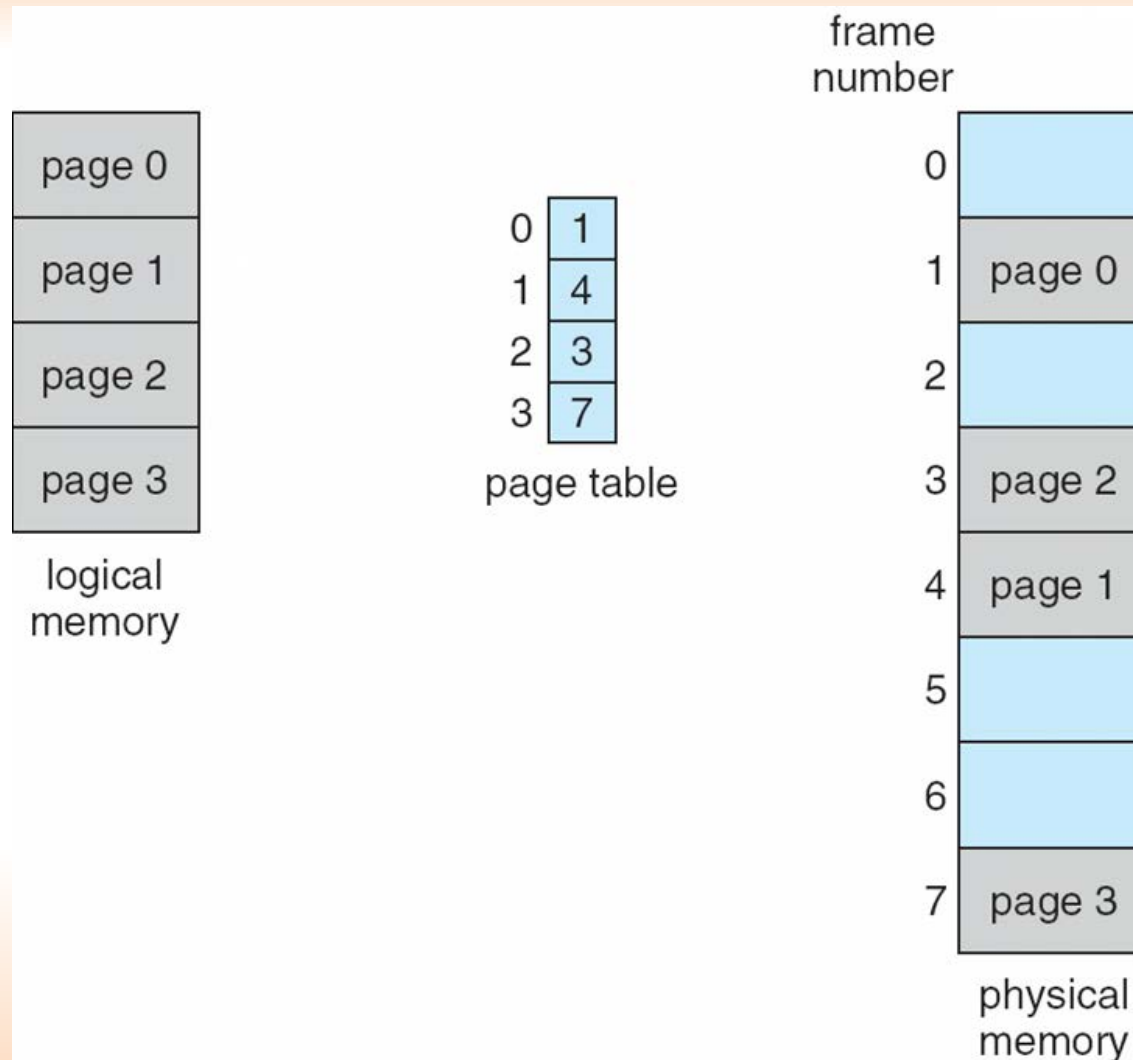 page 0
page 1
page 2
page 3
logical
memory
0 1
1 4
2 3
3 7
page table
frame
number
0
1 page 0
2
3 page 2
4 page 1
5
6
7 page 3
physical
memory